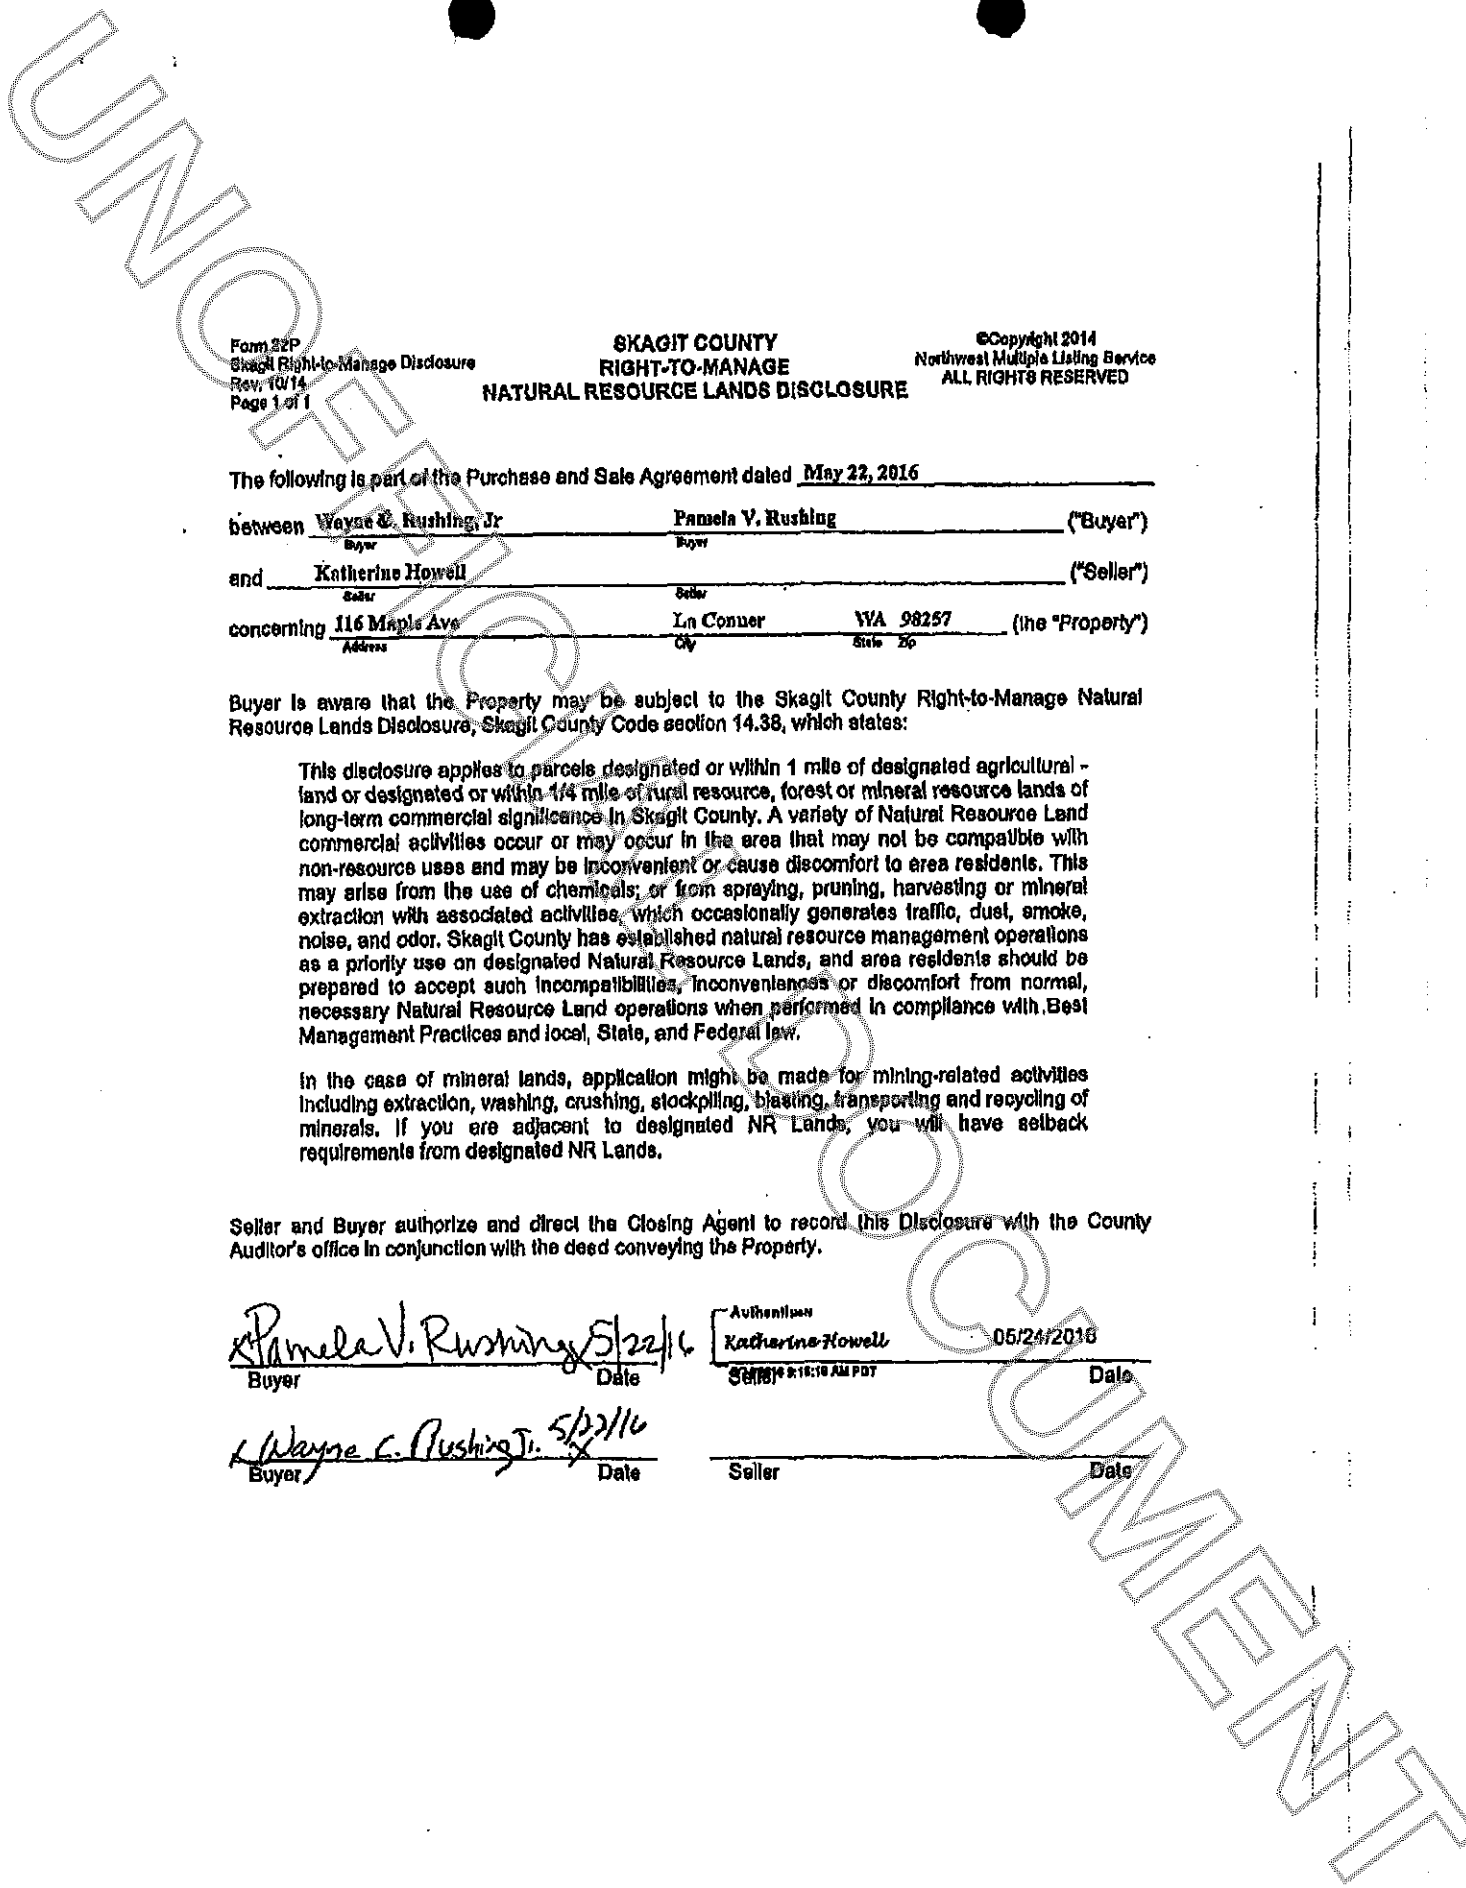 Form 22P
Skagit Right-to-Manage Disclosure
Rev. 10/14
Page 1 of 1
SKAGIT COUNTY
RIGHT-TO-MANAGE
NATURAL RESOURCE LANDS DISCLOSURE
©Copyright 2014
Northwest Multiple Listing Service
ALL RIGHTS RESERVED
The following is part of the Purchase and Sale Agreement dated May 22, 2016
between Wayne C. Rushing, Jr Pamela V. Rushing ("Buyer")
Buyer Buyer
and Katherine Howell ("Seller")
Seller Seller
concerning 116 Maple Ave La Conner WA 98257 (the "Property")
Address City State Zip
Buyer is aware that the Property may be subject to the Skagit County Right-to-Manage Natural
Resource Lands Disclosure, Skagit County Code section 14.38, which states:
This disclosure applies to parcels designated or within 1 mile of designated agricultural -
land or designated or within 1/4 mile of rural resource, forest or mineral resource lands of
long-term commercial significance in Skagit County. A variety of Natural Resource Land
commercial activities occur or may occur in the area that may not be compatible with
non-resource uses and may be inconvenient or cause discomfort to area residents. This
may arise from the use of chemicals; or from spraying, pruning, harvesting or mineral
extraction with associated activities, which occasionally generates traffic, dust, smoke,
noise, and odor. Skagit County has established natural resource management operations
as a priority use on designated Natural Resource Lands, and area residents should be
prepared to accept such incompatibilities, inconveniences or discomfort from normal,
necessary Natural Resource Land operations when performed in compliance with Best
Management Practices and local, State, and Federal law.
In the case of mineral lands, application might be made for mining-related activities
including extraction, washing, crushing, stockpiling, blasting, transporting and recycling of
minerals. If you are adjacent to designated NR Lands, you will have setback
requirements from designated NR Lands.
Seller and Buyer authorize and direct the Closing Agent to record this Disclosure with the County
Auditor's office in conjunction with the deed conveying the Property.
Authentisign
x Pamela V. Rushing 5/22/16 Katherine Howell 05/24/2016
Buyer Date Seller 9:16:18 AM PDT Date
x Wayne C. Rushing Jr. 5/22/16
x
Buyer Date Seller Date
UNOFFICIAL DOCUMENT